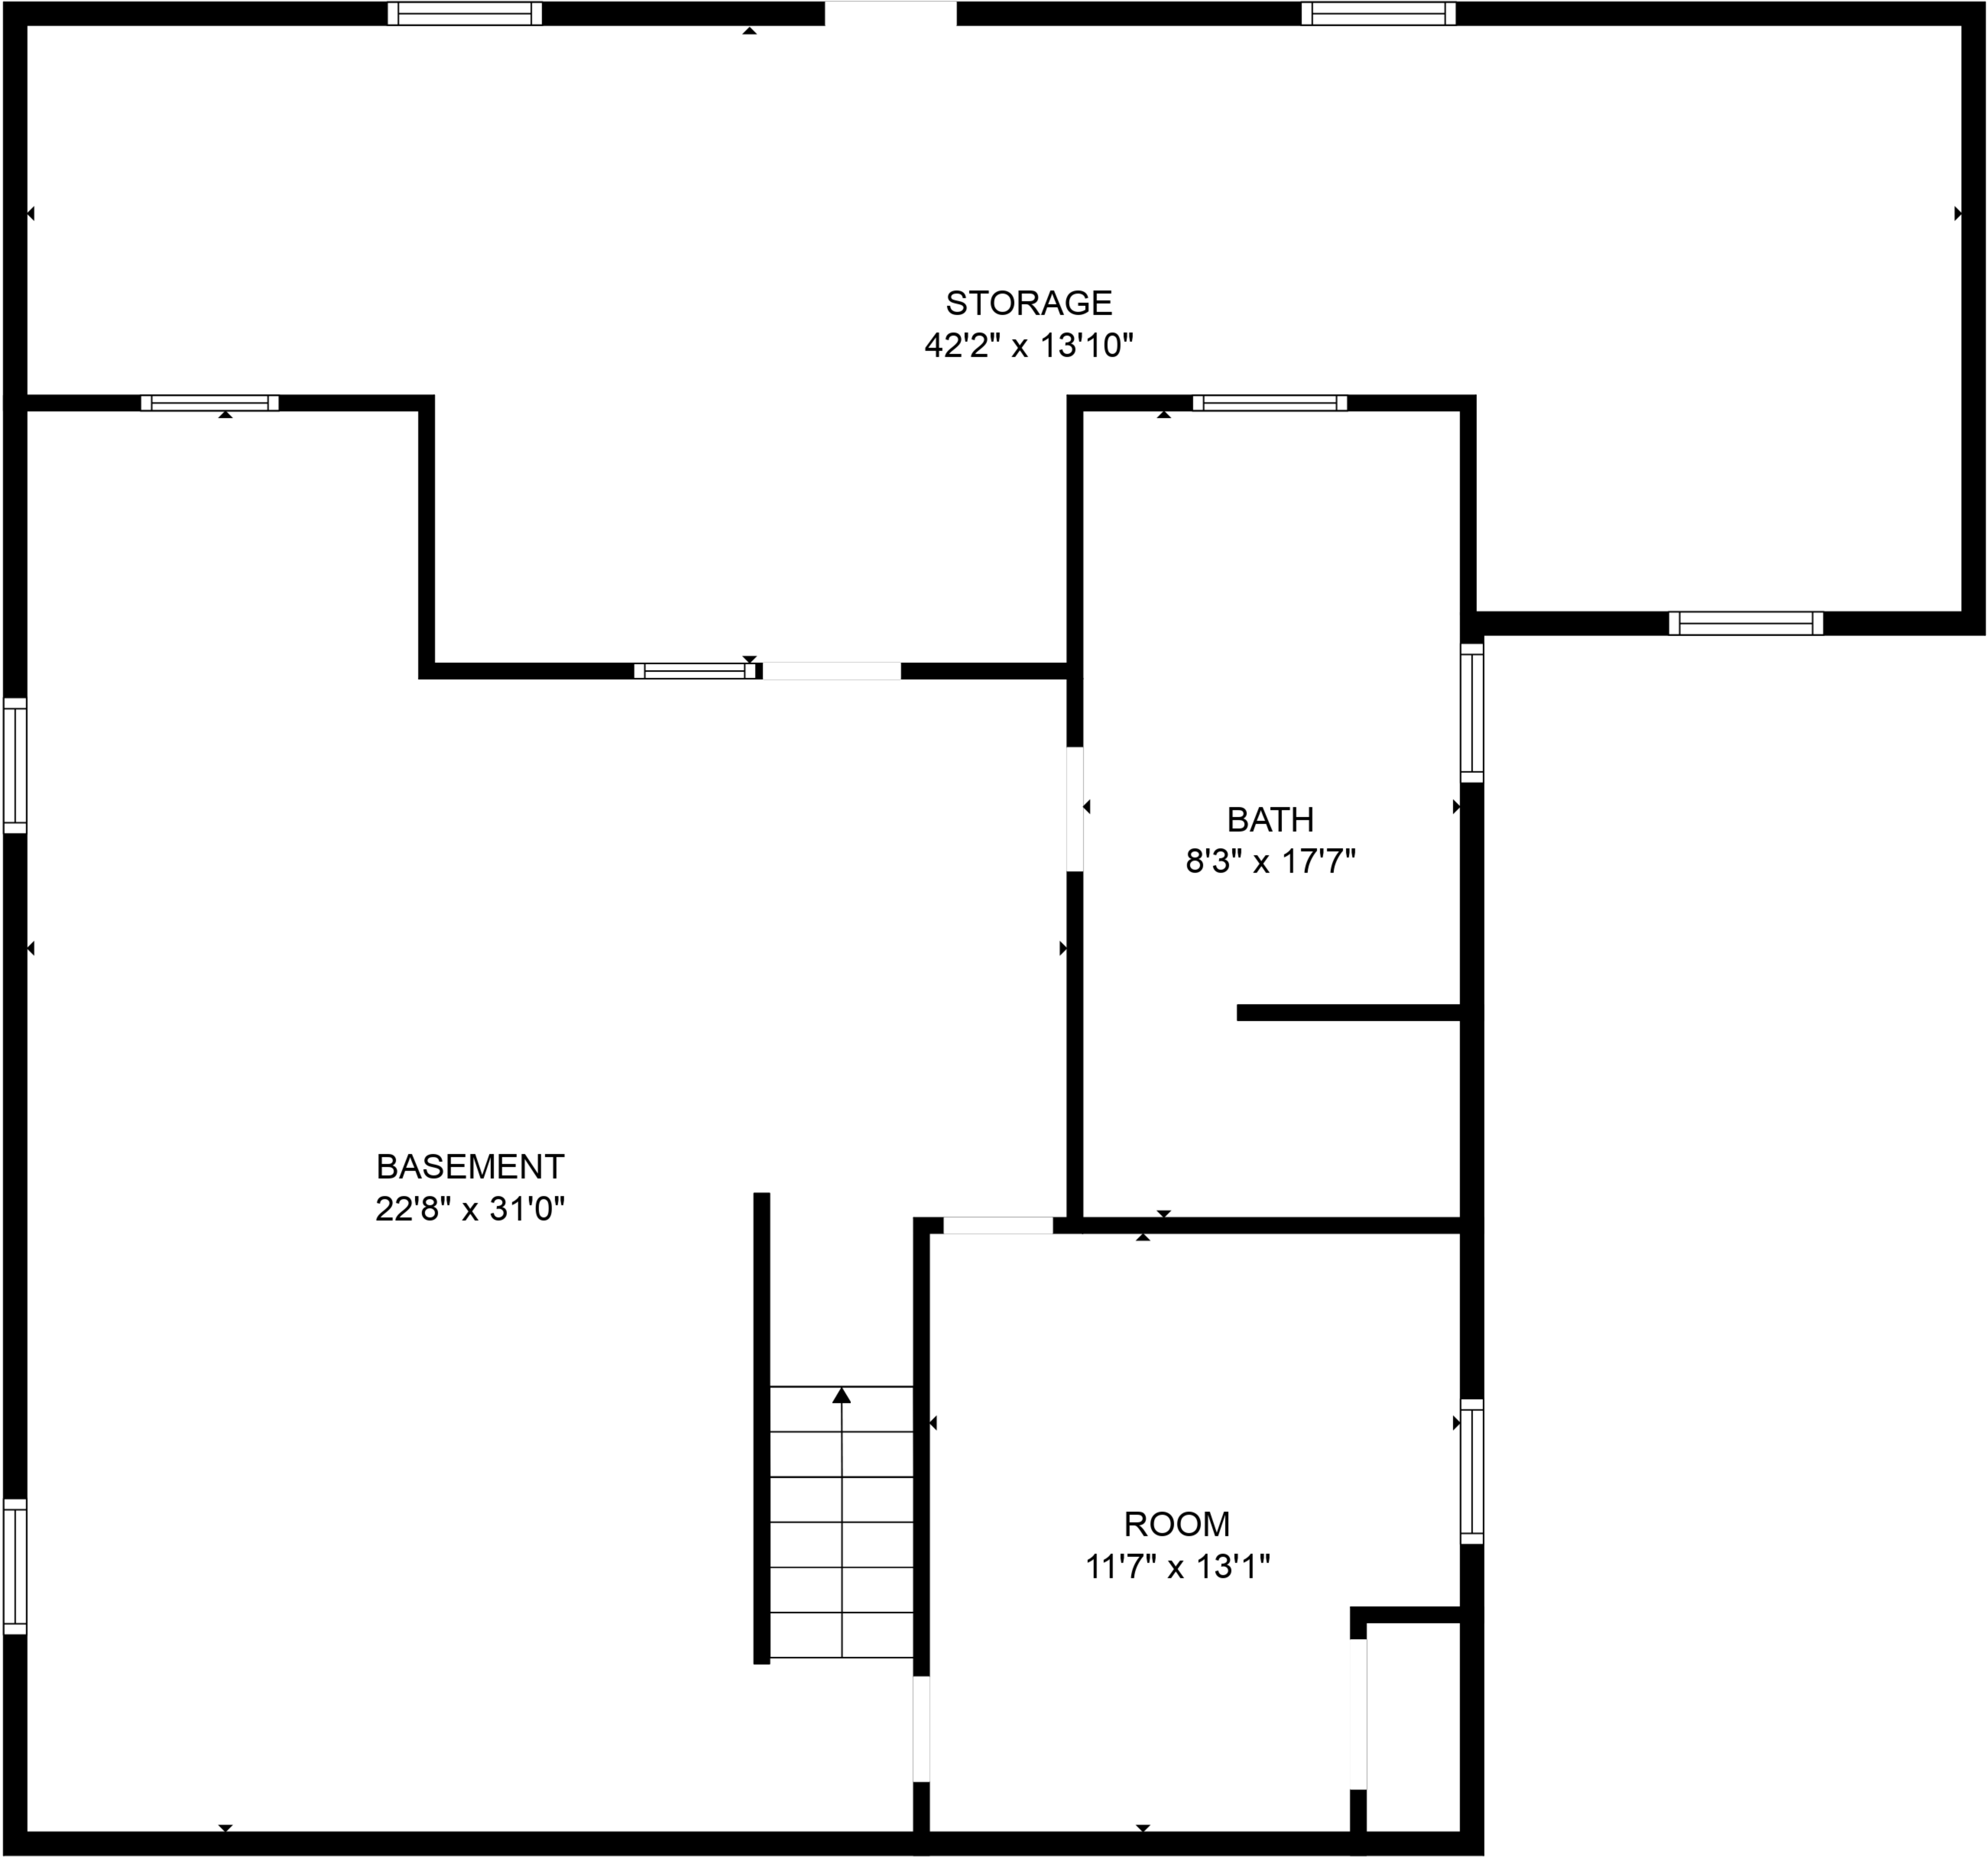 STORAGE
42'2" x 13'10"
BATH
8'3" x 17'7"
BASEMENT
22'8" x 31'0"
ROOM
11'7" x 13'1"